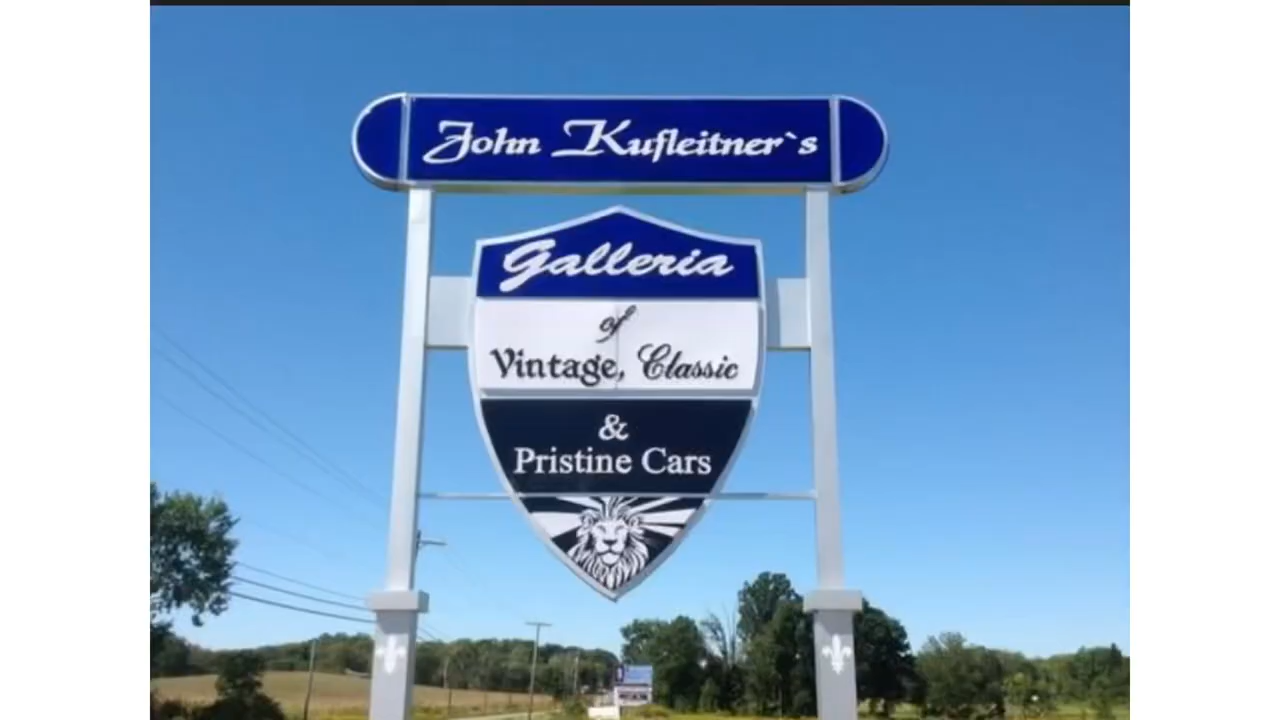 John Kufleitner`s
Galleria
of
Vintage, Classic
&
Pristine Cars